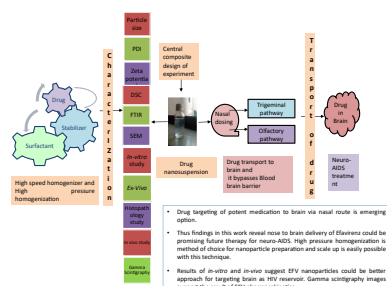 Particle
size
PDI
Zeta
potentia
DSC
FTIR
SEM
In-vitro
study
Ex-Vivo
Histopath
ology
study
In vivo study
Gamma
Scintigraphy
Characterization
Central
composite
design of
experiment
Drug
Stabilizer
Surfactant
High speed homogenizer and
High pressure
homogenization
Drug
nanosuspension
Nasal
dosing
Trigeminal
pathway
Olfactory
pathway
Drug transport to
brain and
it bypasses Blood
brain barrier
Transport of drug
Drug
in
Brain
Neuro-
AIDS
treatme
nt
• Drug targeting of potent medication to brain via nasal route is emerging
option.
• Thus findings in this work reveal nose to brain delivery of Efavirenz could be
promising future therapy for neuro-AIDS. High pressure homogenization is
method of choice for nanoparticle preparation and scale up is easily possible
with this technique.
• Results of in-vitro and in-vivo suggest EFV nanoparticles could be better
approach for targeting brain as HIV reservoir. Gamma scintigraphy images